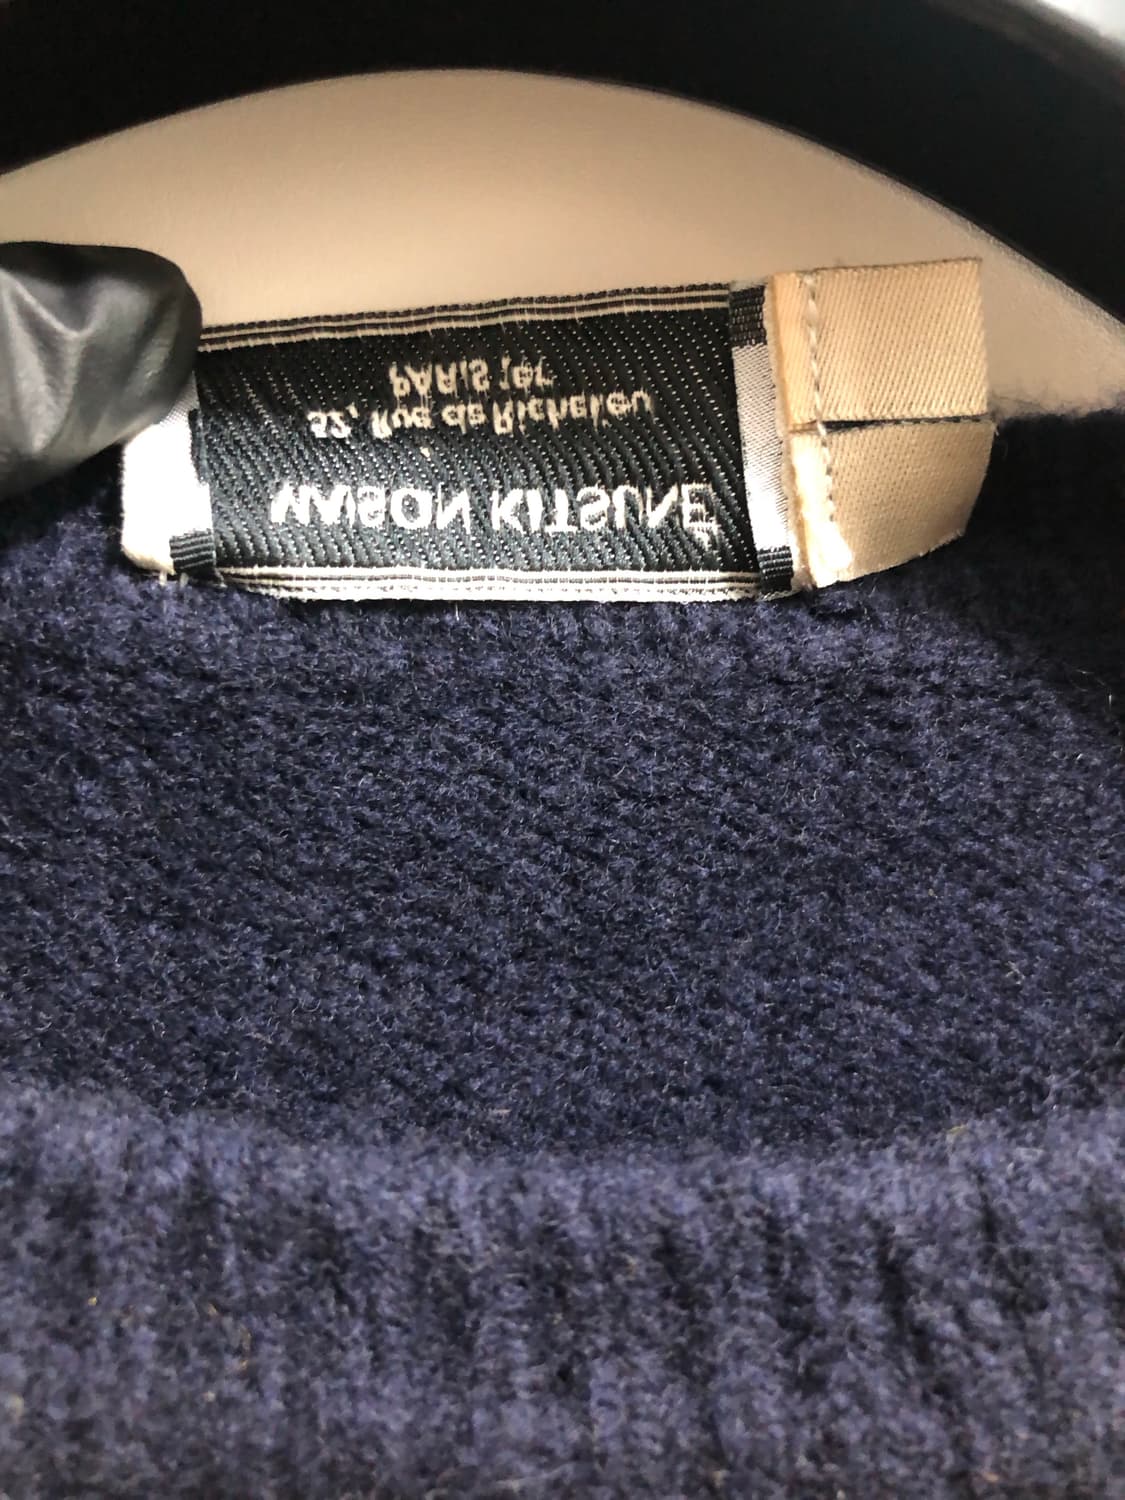 MAISON KITSUNÉ
52, Rue de Richelieu
PARIS 1er